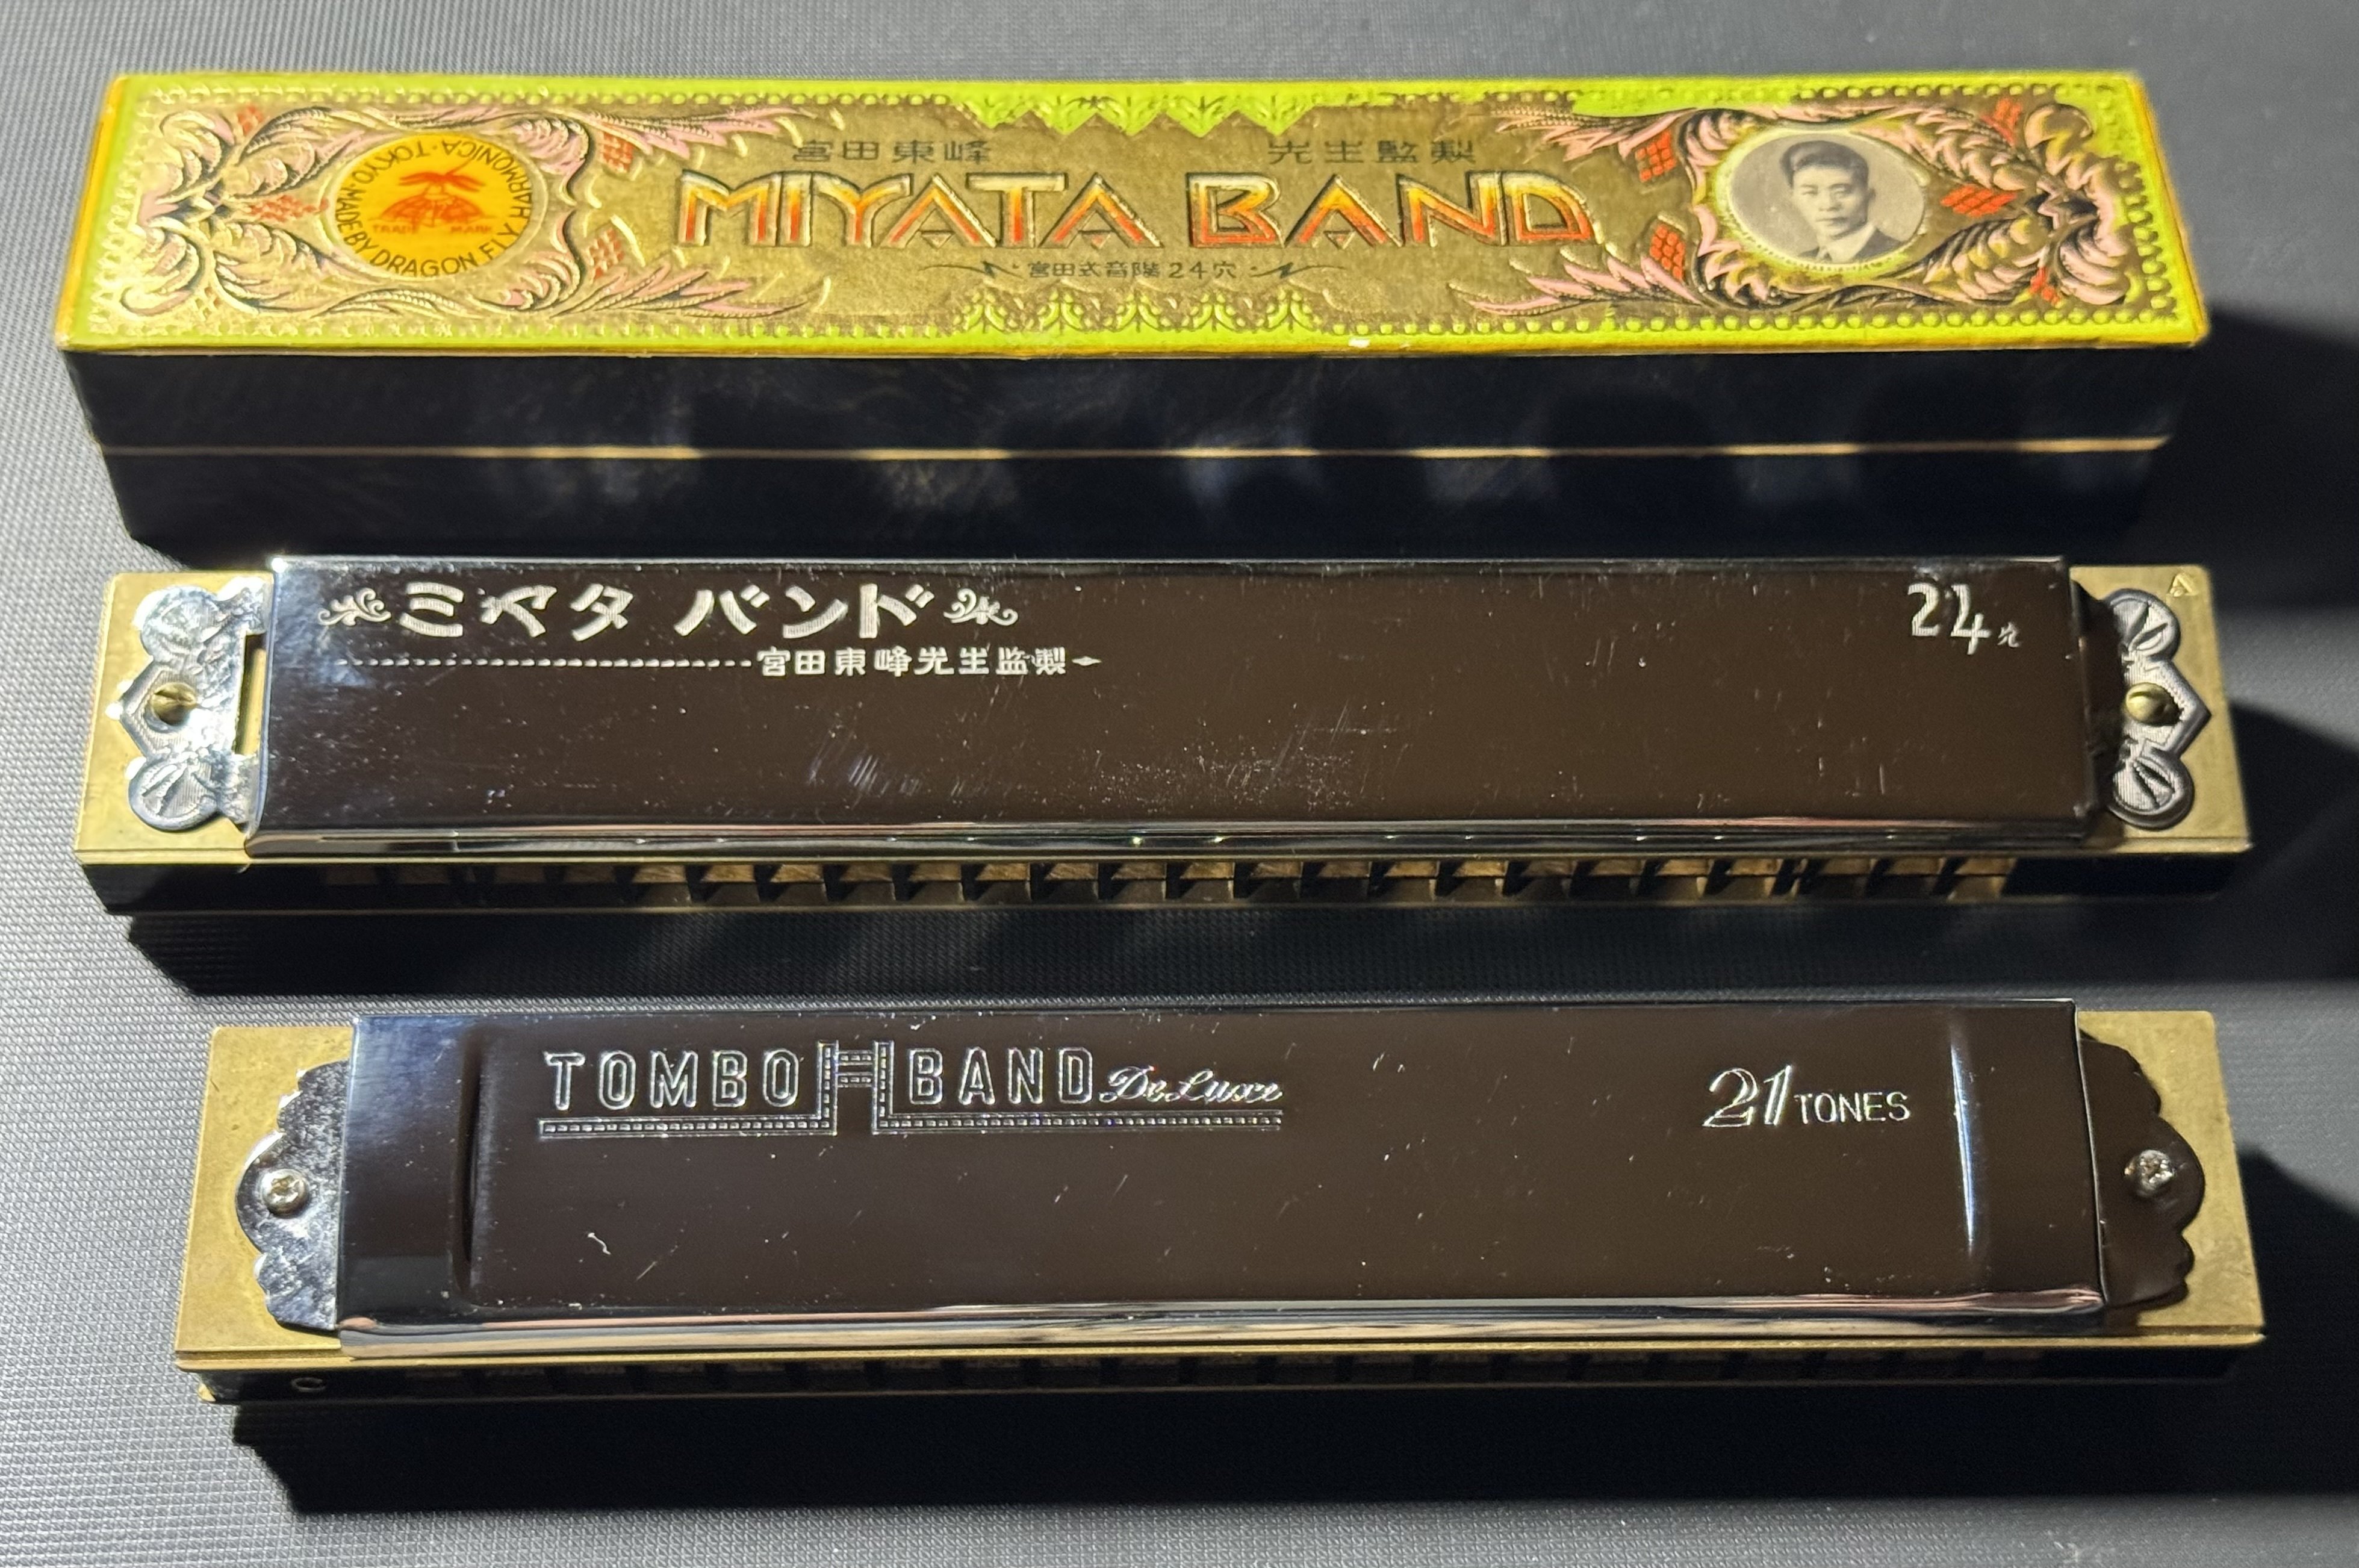 宮田東峰 先生監製
MIYATA BAND
宮田式音階24穴
MADE BY DRAGON FLY HARMONICA・TOKYO
TRADE MARK
ミヤタ バンド
宮田東峰先生監製
24穴
A
TOMBO BAND DeLuxe
21 TONES
C